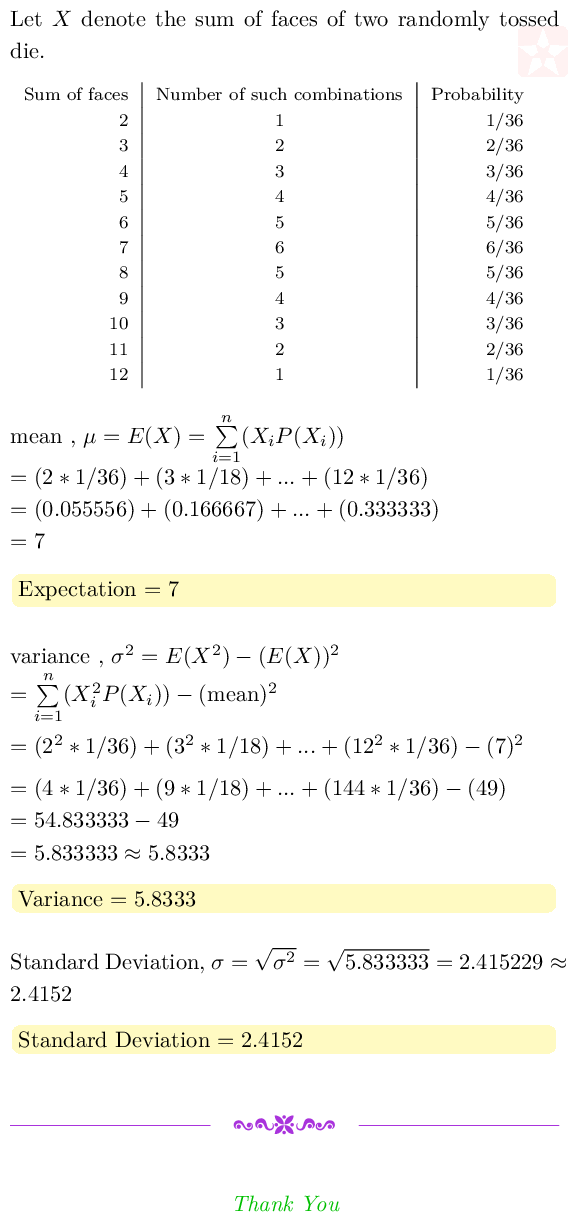 Let X denote the sum of faces of two randomly tossed
die.
Sum of faces | Number of such combinations | Probability
2 | 1 | 1/36
3 | 2 | 2/36
4 | 3 | 3/36
5 | 4 | 4/36
6 | 5 | 5/36
7 | 6 | 6/36
8 | 5 | 5/36
9 | 4 | 4/36
10 | 3 | 3/36
11 | 2 | 2/36
12 | 1 | 1/36
mean , μ = E(X) = ∑_{i=1}^{n}(X_iP(X_i))
= (2 * 1/36) + (3 * 1/18) + ... + (12 * 1/36)
= (0.055556) + (0.166667) + ... + (0.333333)
= 7
Expectation = 7
variance , σ² = E(X²) − (E(X))²
= ∑_{i=1}^{n}(X_i²P(X_i)) − (mean)²
= (2² * 1/36) + (3² * 1/18) + ... + (12² * 1/36) − (7)²
= (4 * 1/36) + (9 * 1/18) + ... + (144 * 1/36) − (49)
= 54.833333 − 49
= 5.833333 ≈ 5.8333
Variance = 5.8333
Standard Deviation, σ = √σ² = √5.833333 = 2.415229 ≈
2.4152
Standard Deviation = 2.4152
Thank You